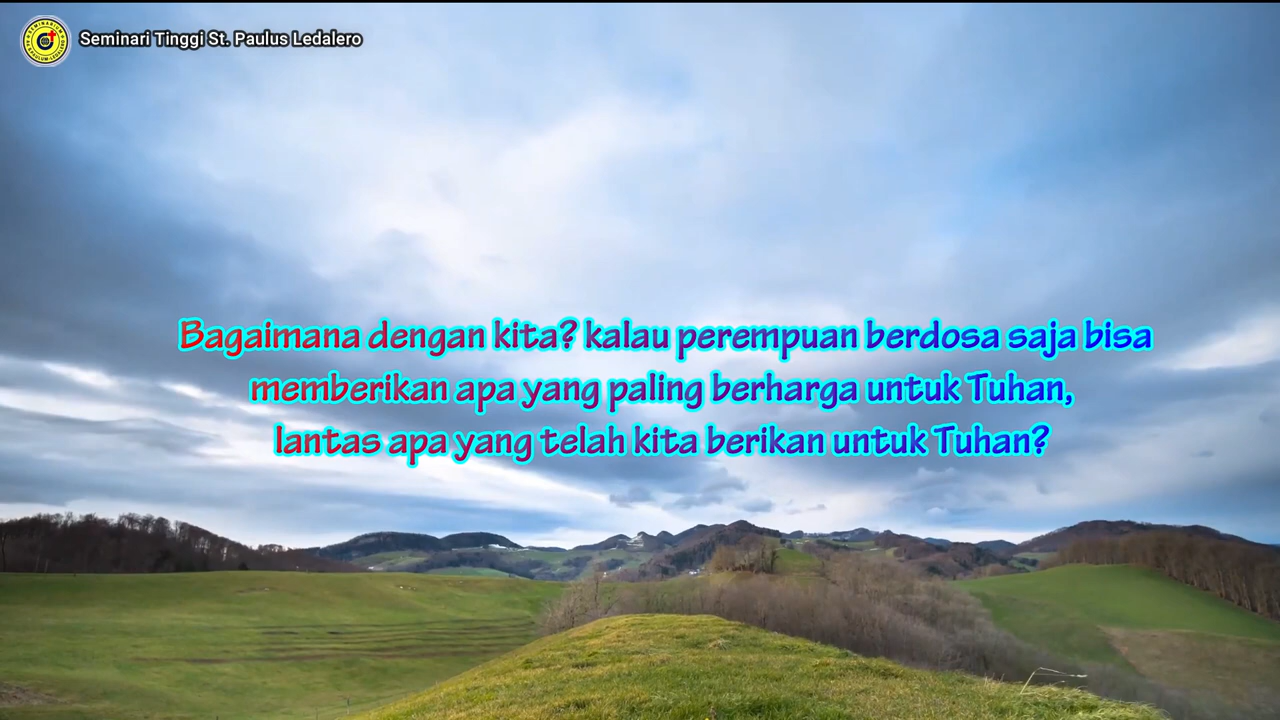 Seminari Tinggi St. Paulus Ledalero
Bagaimana dengan kita? kalau perempuan berdosa saja bisa
memberikan apa yang paling berharga untuk Tuhan,
lantas apa yang telah kita berikan untuk Tuhan?